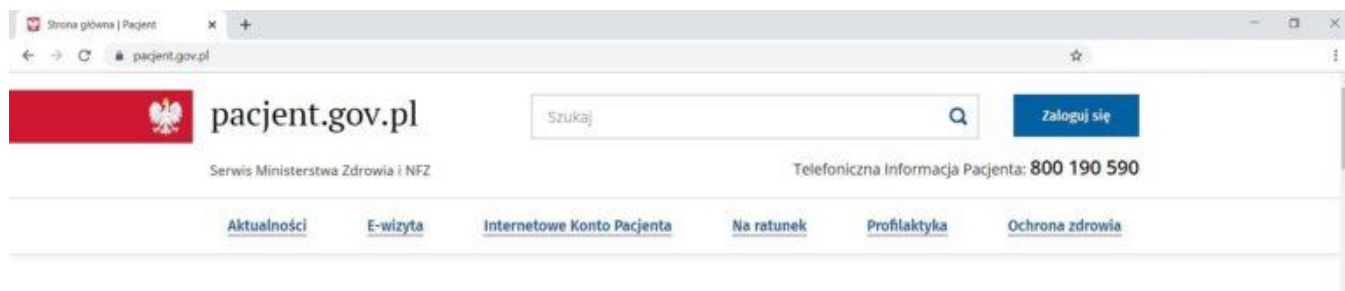 Strona główna | Pacjent
pacjent.gov.pl
pacjent.gov.pl
Szukaj
Zaloguj się
Serwis Ministerstwa Zdrowia i NFZ
Telefoniczna Informacja Pacjenta: 800 190 590
Aktualności E-wizyta Internetowe Konto Pacjenta Na ratunek Profilaktyka Ochrona zdrowia